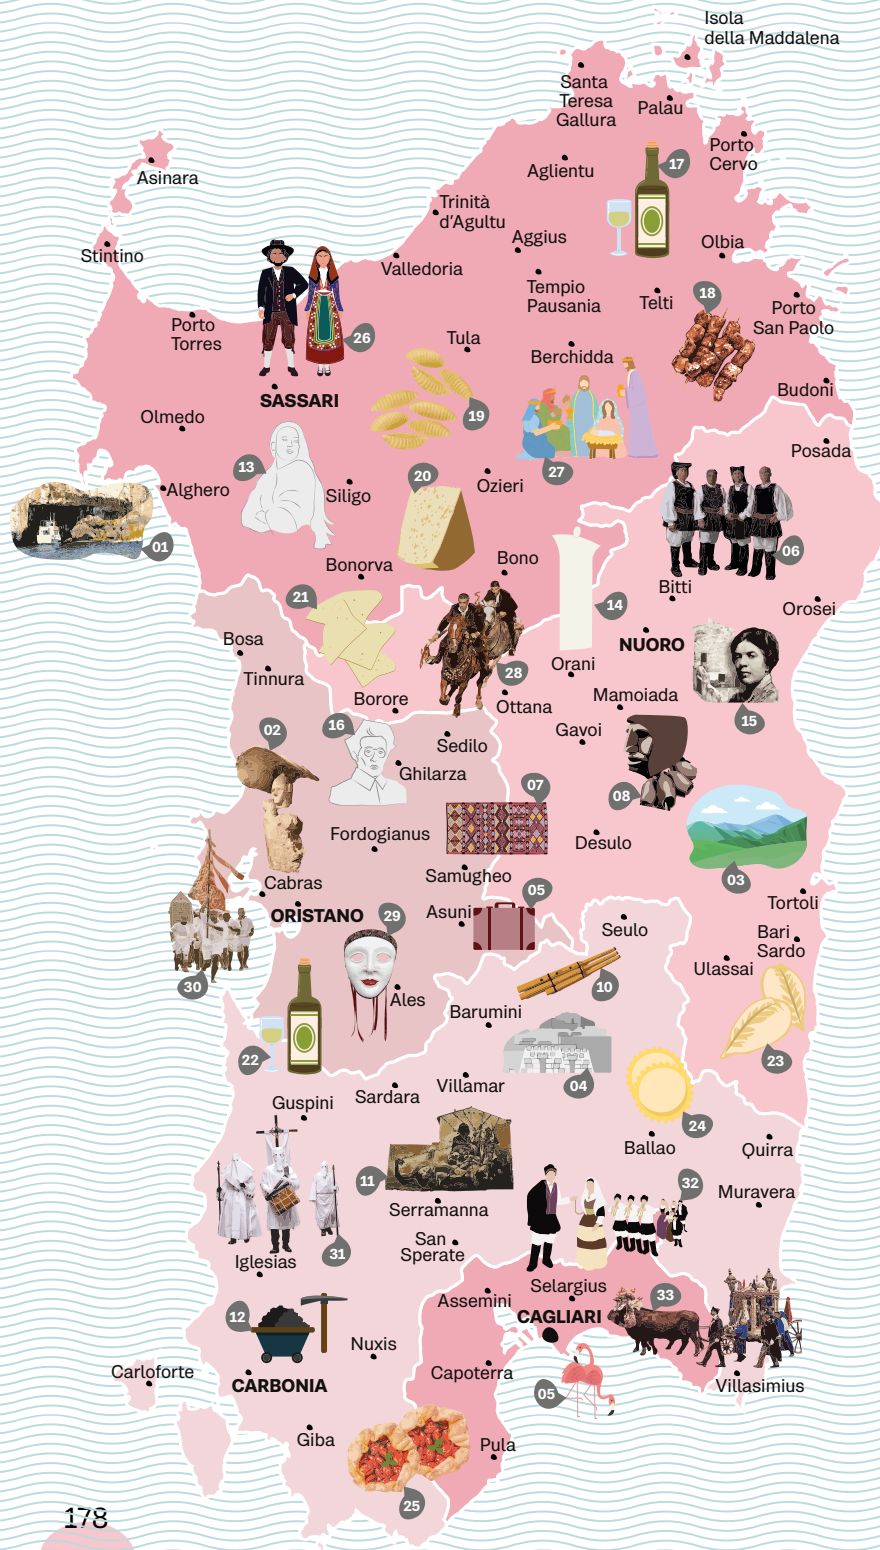 Isola
della Maddalena
Santa
Teresa
Gallura
Palau
Porto
Cervo
Asinara
Aglientu
17
Trinità
d'Agultu
Stintino
Aggius
Olbia
Valledoria
Tempio
Pausania
Telti
18
Porto
San Paolo
Porto
Torres
26
Tula
Berchidda
Budoni
SASSARI
Olmedo
19
Posada
13
27
20
Ozieri
Alghero
Siligo
01
06
Bonorva
Bono
Bitti
21
14
Orosei
Bosa
NUORO
Tinnura
Orani
28
Borore
Ottana
Mamoiada
15
16
02
Gavoi
Sedilo
Ghilarza
07
08
Fordogianus
Desulo
03
Samugheo
Cabras
05
Tortoli
ORISTANO
29
Asuni
Seulo
Bari
Sardo
Ulassai
30
10
Ales
Barumini
22
04
23
Sardara
Villamar
Guspini
24
Ballao
Quirra
11
32
Muravera
Serramanna
San
Sperate
31
Iglesias
Selargius
33
Assemini
CAGLIARI
12
Nuxis
Carloforte
Capoterra
CARBONIA
05
Villasimius
Giba
Pula
25
178